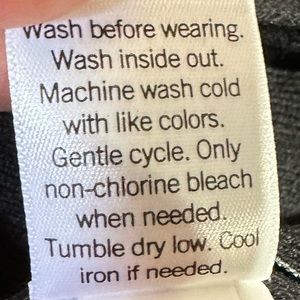 Wash before wearing.
Wash inside out.
Machine wash cold
with like colors.
Gentle cycle. Only
non-chlorine bleach
when needed.
Tumble dry low. Cool
iron if needed.